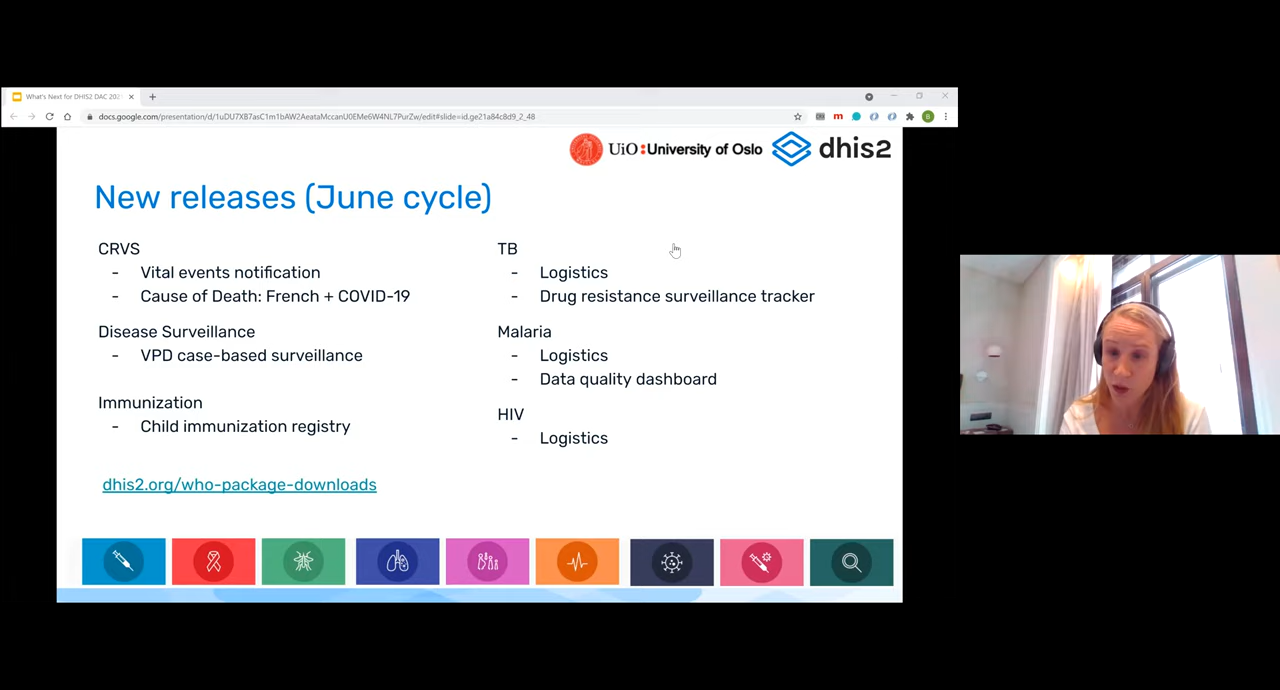 What's Next for DHIS2 DAC 202
docs.google.com/presentation/d/1uDU7XB7asC1m1bAW2AeataMccanU0EMe6W4NL7PurZw/edit#slide=id.ge21a84c8d9_2_48
UiO:University of Oslo
dhis2
New releases (June cycle)
CRVS
- Vital events notification
- Cause of Death: French + COVID-19
Disease Surveillance
- VPD case-based surveillance
Immunization
- Child immunization registry
dhis2.org/who-package-downloads
TB
- Logistics
- Drug resistance surveillance tracker
Malaria
- Logistics
- Data quality dashboard
HIV
- Logistics